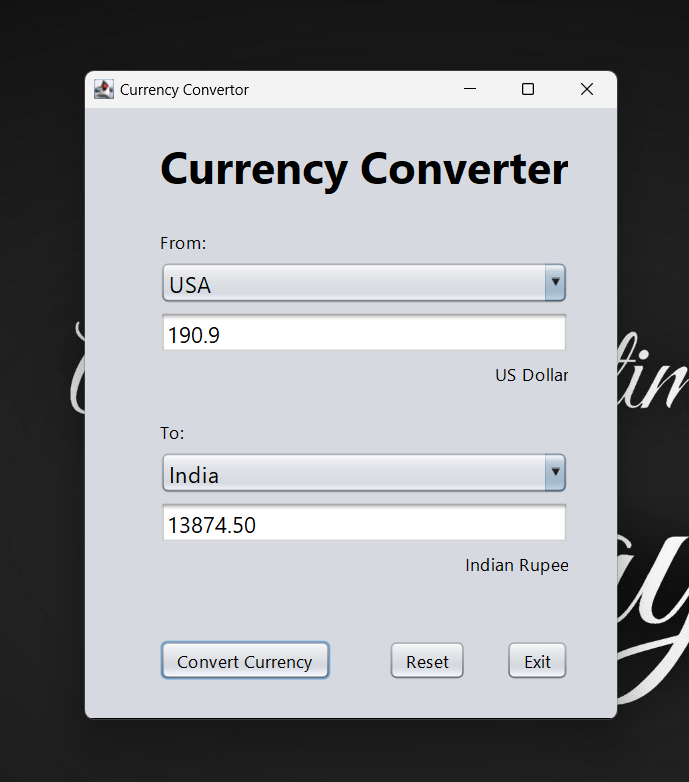 Currency Convertor
Currency Converter
From:
USA
190.9
US Dollar
To:
India
13874.50
Indian Rupee
Convert Currency Reset Exit